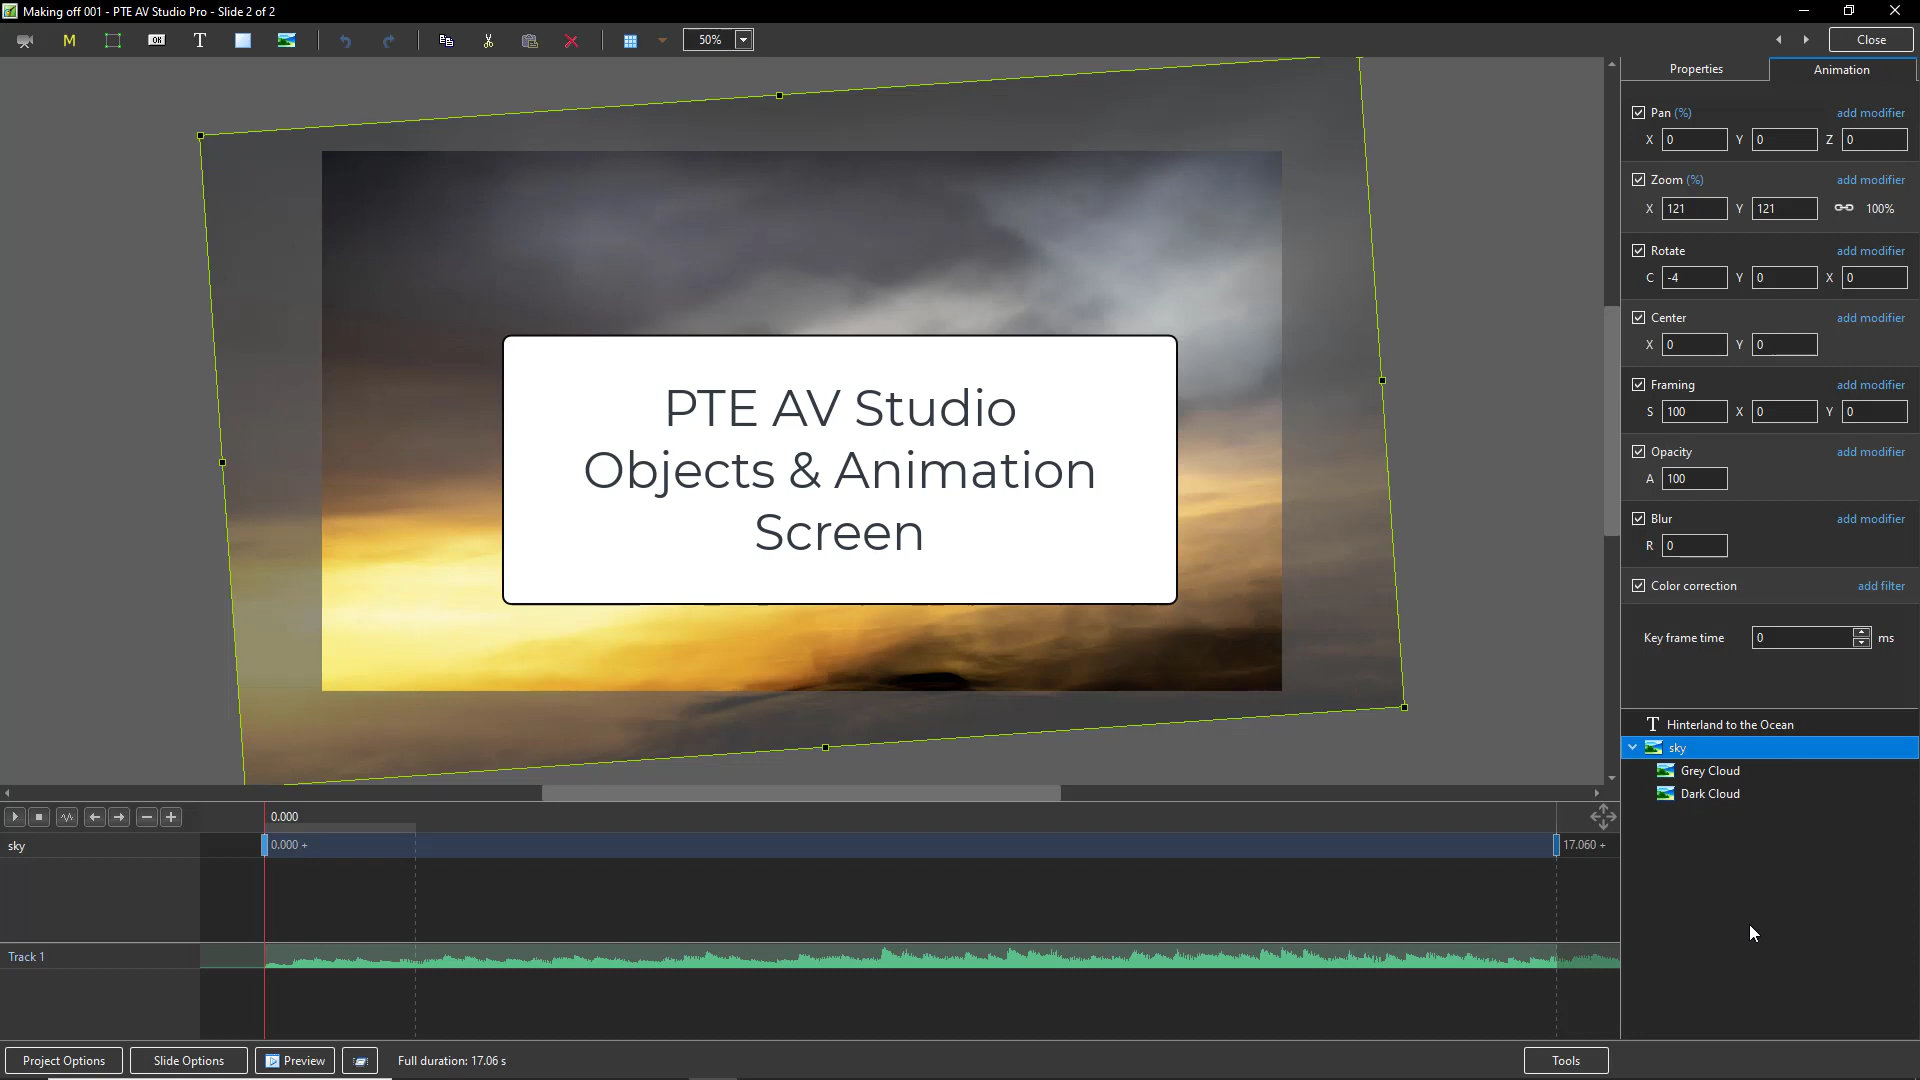 Making off 001 - PTE AV Studio Pro - Slide 2 of 2
M
OK
T
50%
Close
Properties
Animation
Pan (%)
add modifier
X 0 Y 0 Z 0
Zoom (%)
add modifier
X 121 Y 121 100%
Rotate
add modifier
C -4 Y 0 X 0
Center
add modifier
X 0 Y 0
Framing
add modifier
S 100 X 0 Y 0
Opacity
add modifier
A 100
Blur
add modifier
R 0
Color correction
add filter
Key frame time 0 ms
PTE AV Studio
Objects & Animation
Screen
T Hinterland to the Ocean
sky
Grey Cloud
Dark Cloud
0.000
sky
0.000 +
17.060 +
Track 1
Project Options
Slide Options
Preview
Full duration: 17.06 s
Tools